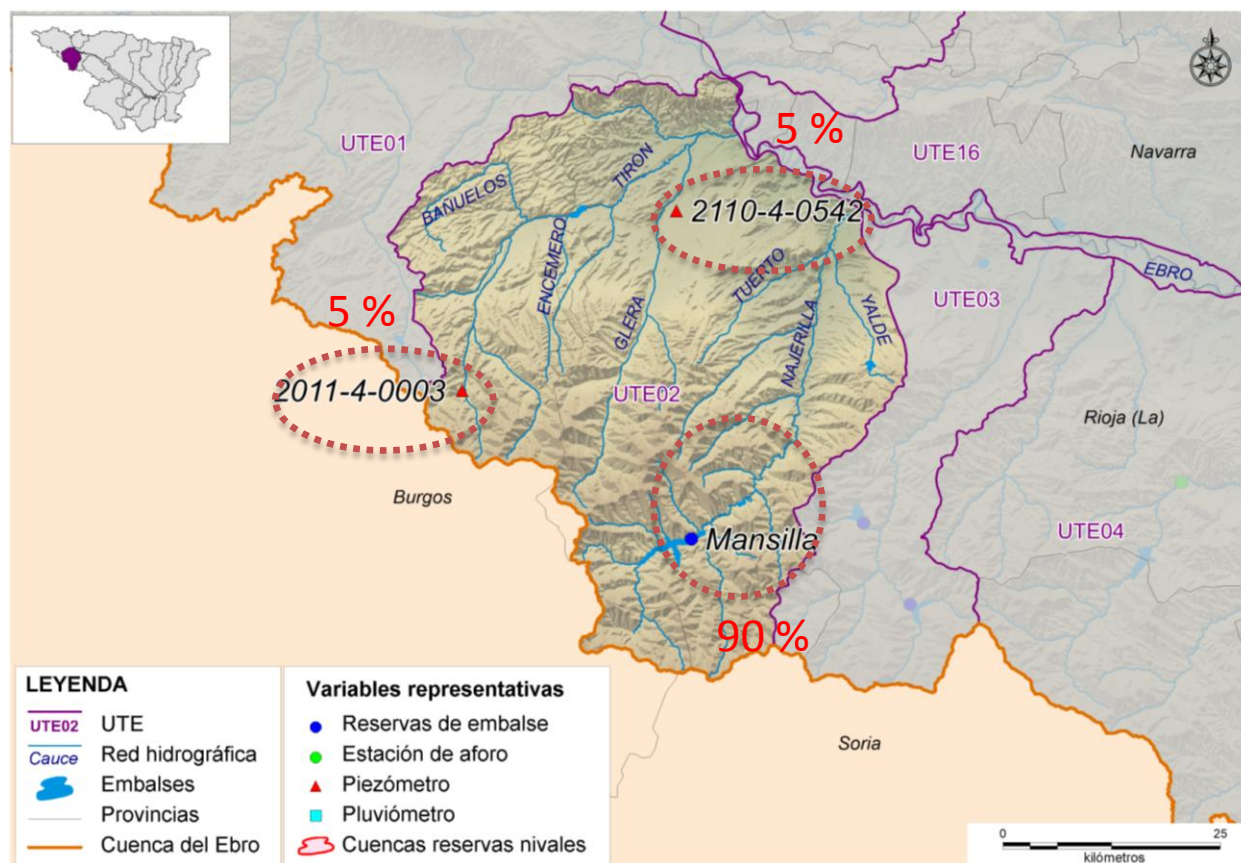 UTE01
5 %
UTE16
Navarra
BAÑUELOS
TIRON
2110-4-0542
ENCEMERO
TUERTO
EBRO
5 %
GLERA
NAJERILLA
YALDE
UTE03
2011-4-0003
UTE02
Rioja (La)
Burgos
UTE04
Mansilla
90 %
Soria
LEYENDA
UTE02 UTE
Cauce Red hidrográfica
Embalses
Provincias
Cuenca del Ebro
Variables representativas
Reservas de embalse
Estación de aforo
Piezómetro
Pluviómetro
Cuencas reservas nivales
0 25
kilómetros